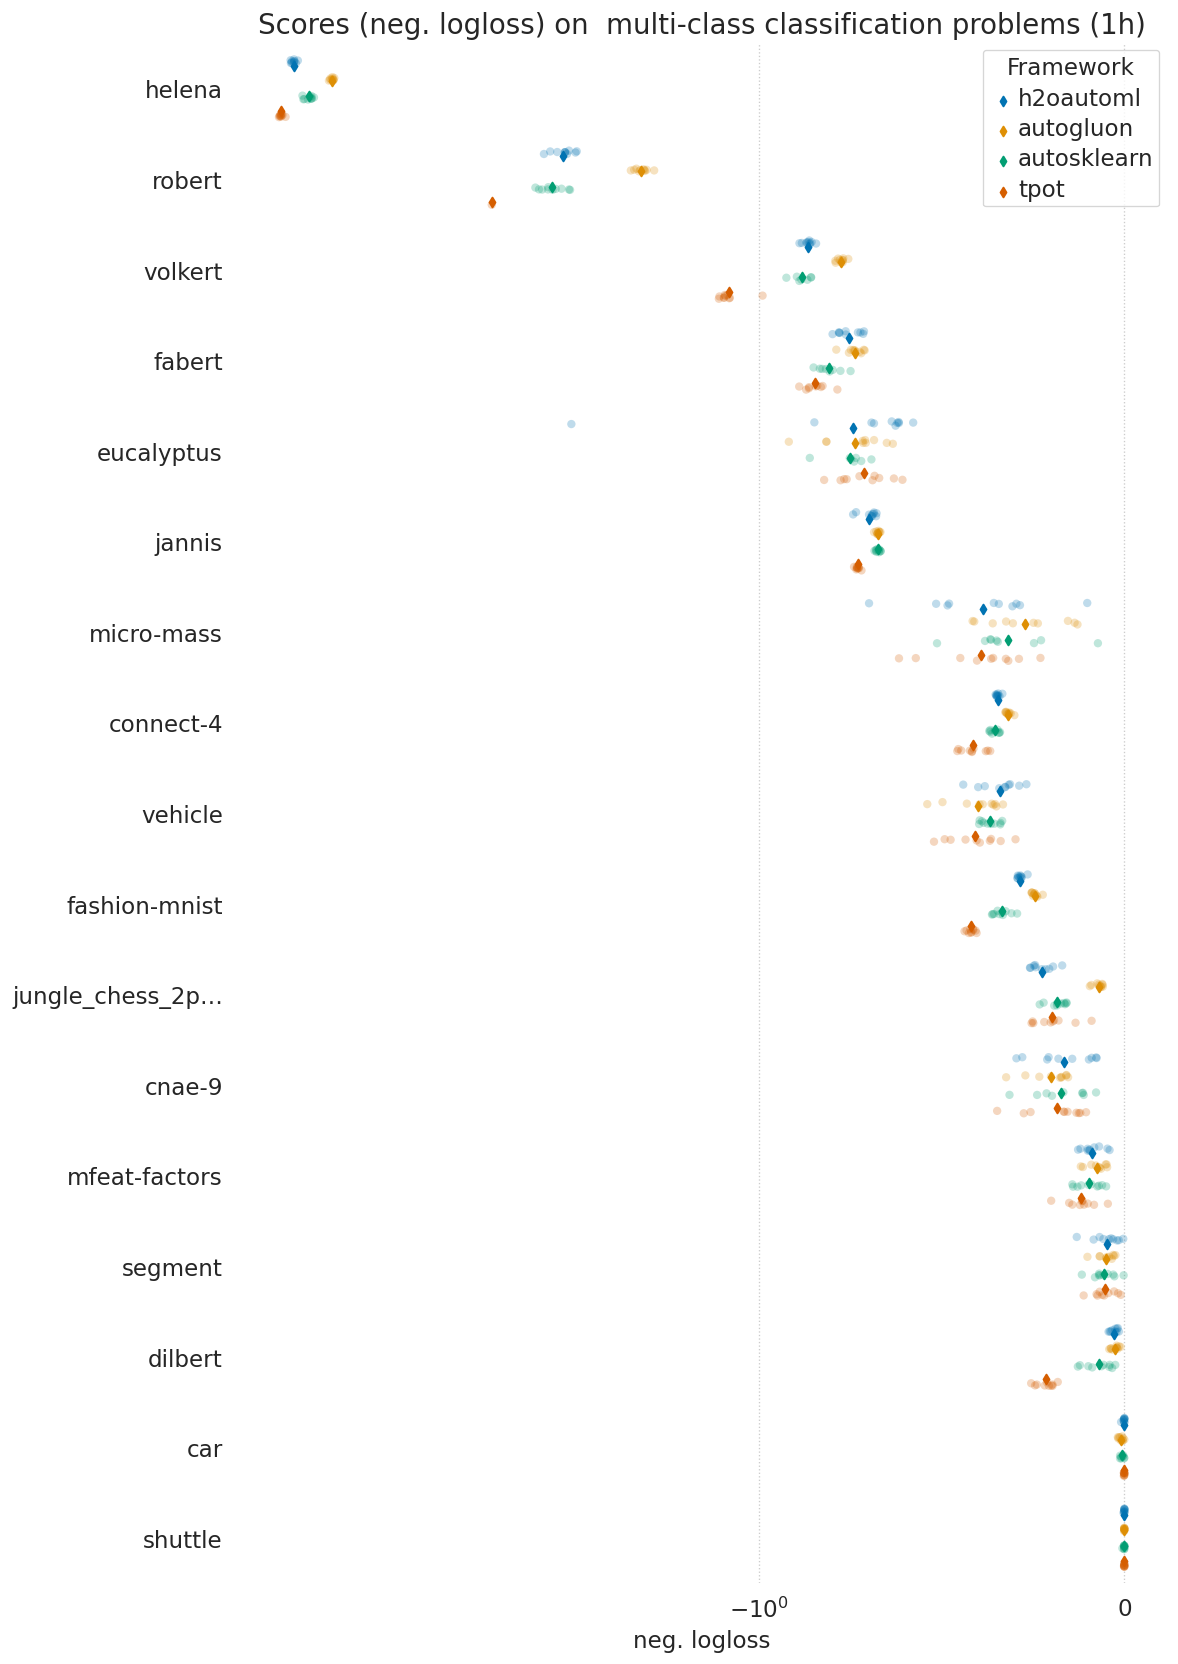 Scores (neg. logloss) on  multi-class classification problems (1h)
Framework
h2oautoml
autogluon
autosklearn
tpot
helena
robert
volkert
fabert
eucalyptus
jannis
micro-mass
connect-4
vehicle
fashion-mnist
jungle_chess_2p…
cnae-9
mfeat-factors
segment
dilbert
car
shuttle
−10⁰ 0
neg. logloss